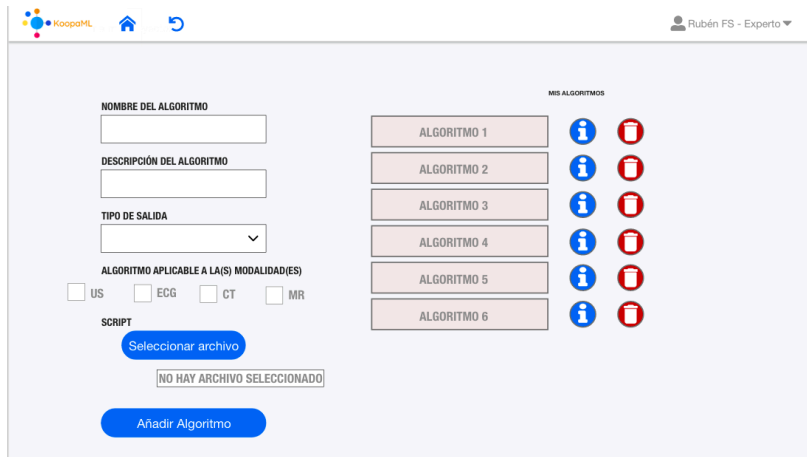 KoopaML
Rubén FS - Experto
NOMBRE DEL ALGORITMO
DESCRIPCIÓN DEL ALGORITMO
TIPO DE SALIDA
ALGORITMO APLICABLE A LA(S) MODALIDAD(ES)
US ECG CT MR
SCRIPT
Seleccionar archivo
NO HAY ARCHIVO SELECCIONADO
Añadir Algoritmo
MIS ALGORITMOS
ALGORITMO 1
ALGORITMO 2
ALGORITMO 3
ALGORITMO 4
ALGORITMO 5
ALGORITMO 6